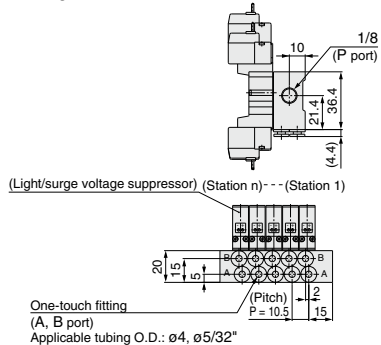 1/8
(P port)
10
21.4
36.4
(4.4)
(Light/surge voltage suppressor) (Station n)---(Station 1)
B B
A A
20
15
5
(Pitch)
P = 10.5
2
15
One-touch fitting
(A, B port)
Applicable tubing O.D.: ø4, ø5/32"